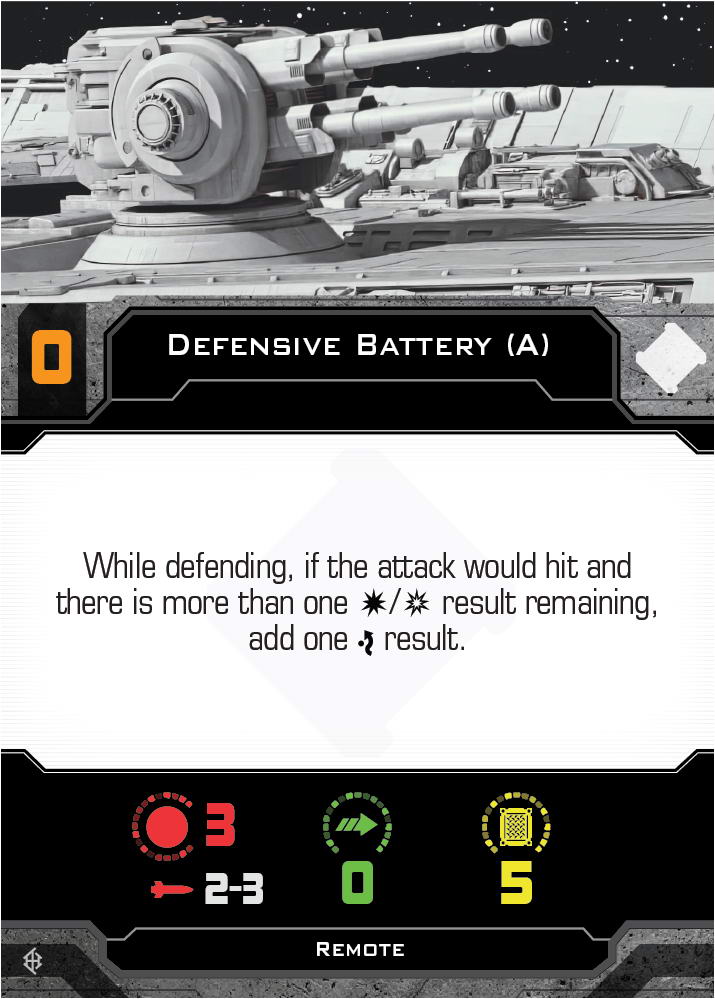 0
DEFENSIVE BATTERY (A)
While defending, if the attack would hit and
there is more than one / result remaining,
add one result.
3
2-3
0
5
REMOTE